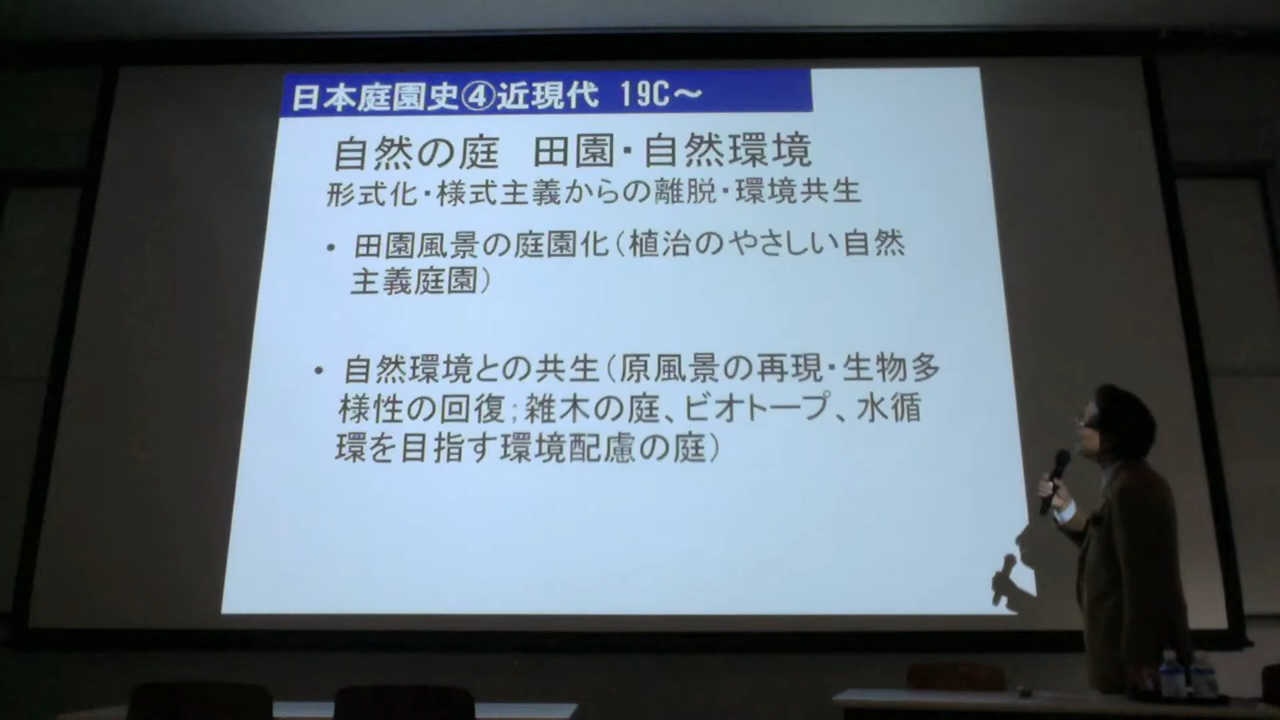 日本庭園史④近現代 19C～
自然の庭 田園・自然環境
形式化・様式主義からの離脱・環境共生
• 田園風景の庭園化(植治のやさしい自然
主義庭園)
• 自然環境との共生(原風景の再現・生物多
様性の回復;雑木の庭、ビオトープ、水循
環を目指す環境配慮の庭)